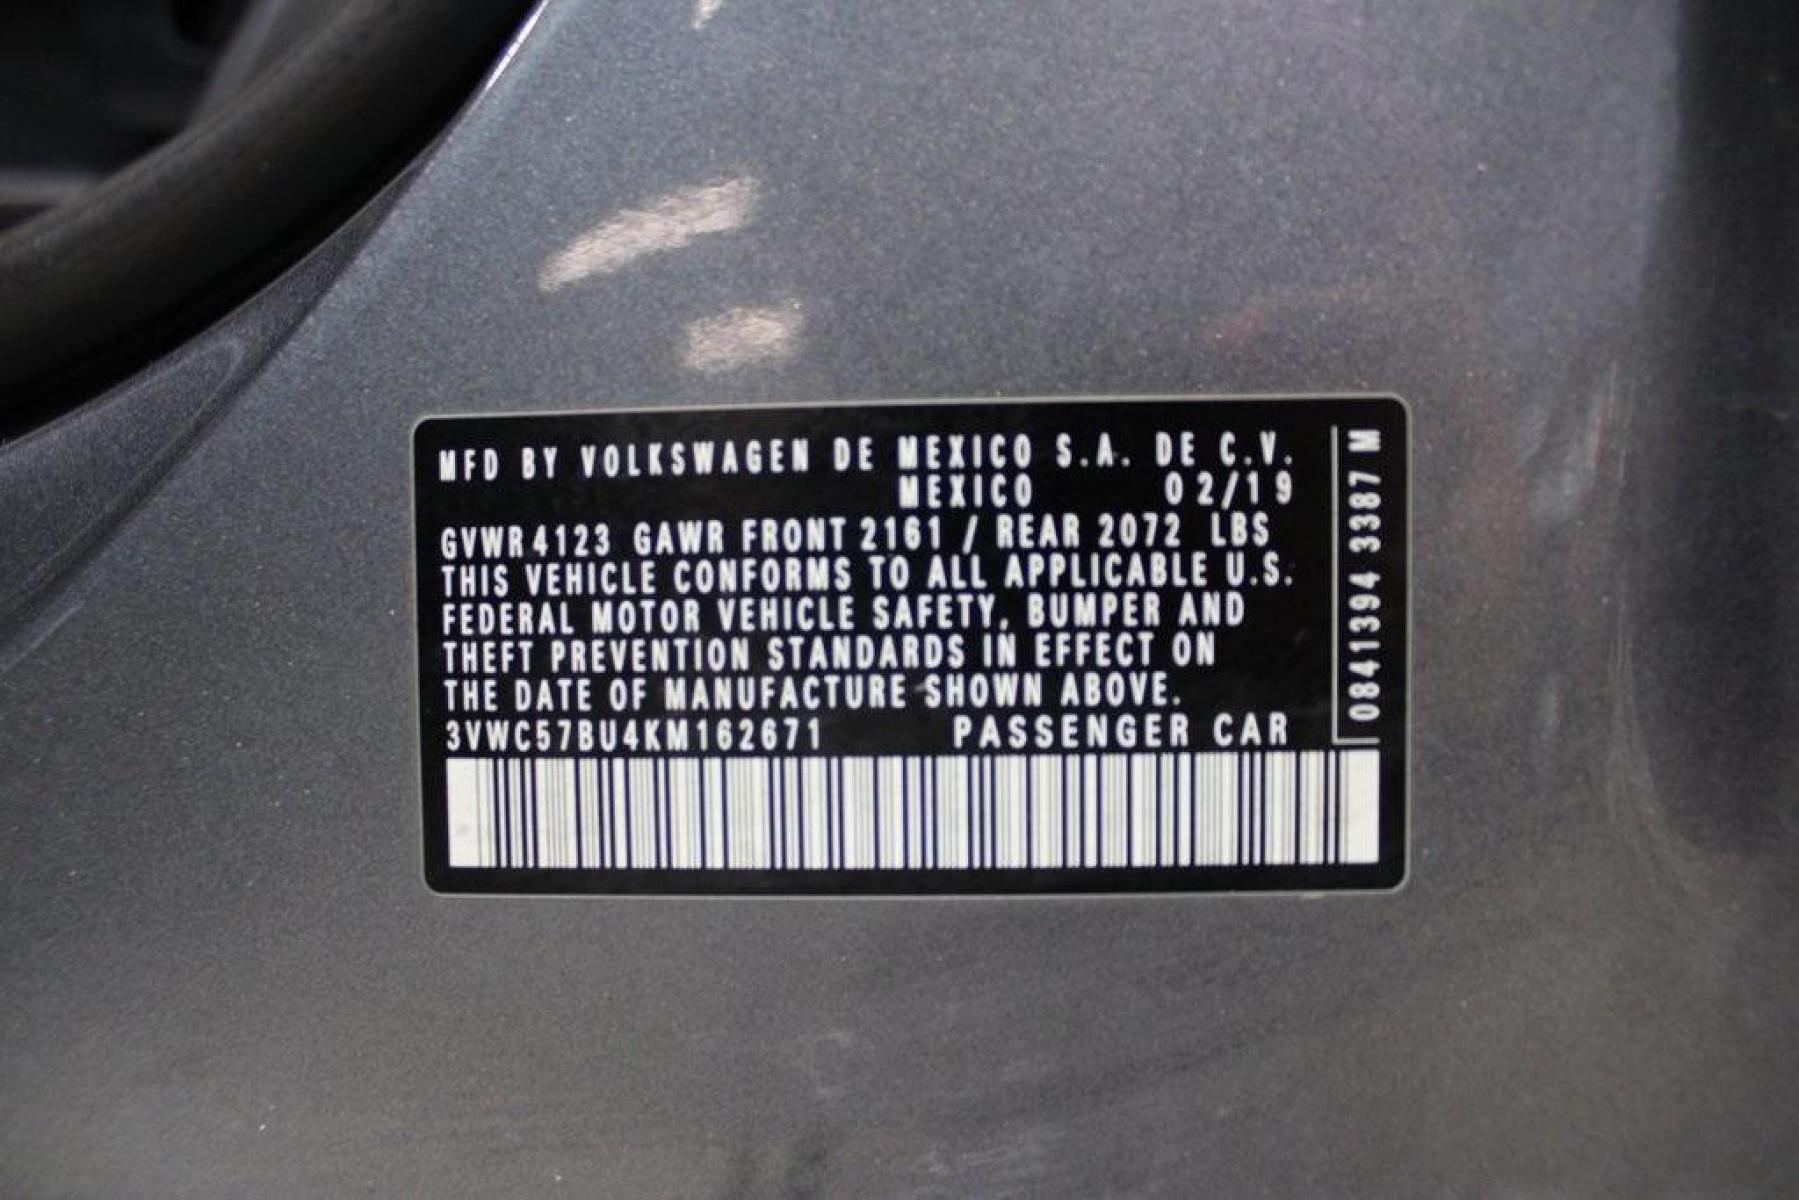 MFD BY VOLKSWAGEN DE MEXICO S.A. DE C.V.
MEXICO 02/19
GVWR 4123 GAWR FRONT 2161 / REAR 2072 LBS
THIS VEHICLE CONFORMS TO ALL APPLICABLE U.S.
FEDERAL MOTOR VEHICLE SAFETY, BUMPER AND
THEFT PREVENTION STANDARDS IN EFFECT ON
THE DATE OF MANUFACTURE SHOWN ABOVE.
3VWC57BU4KM162671 PASSENGER CAR
0841394 3387 M